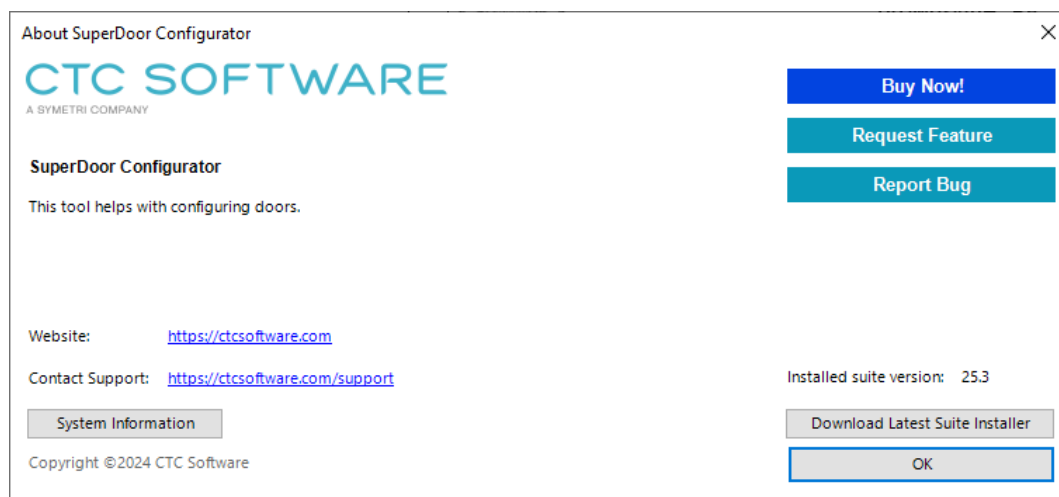 About SuperDoor Configurator
CTC SOFTWARE
A SYMETRI COMPANY
Buy Now!
Request Feature
Report Bug
SuperDoor Configurator
This tool helps with configuring doors.
Website: https://ctcsoftware.com
Contact Support: https://ctcsoftware.com/support
Installed suite version: 25.3
System Information
Download Latest Suite Installer
Copyright ©2024 CTC Software
OK